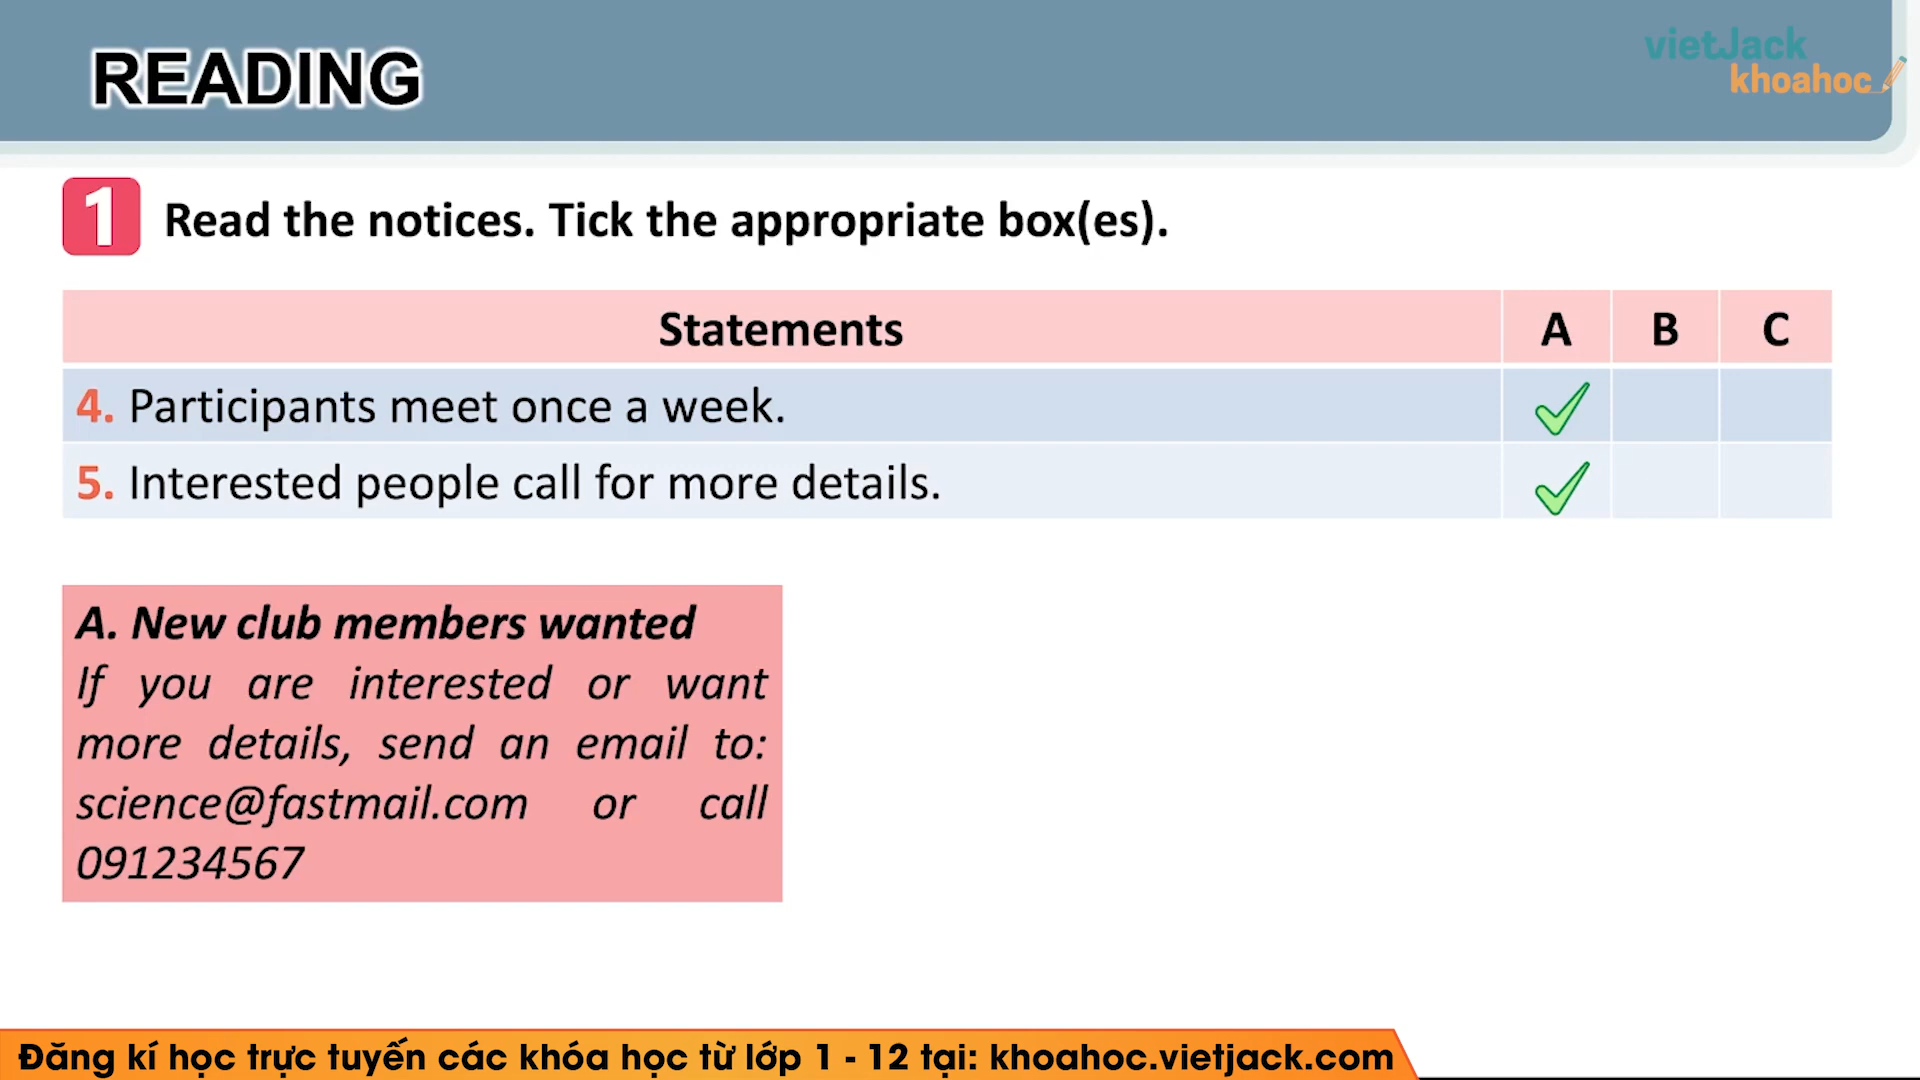 READING
vietJack
khoahoc
1 Read the notices. Tick the appropriate box(es).
Statements A B C
4. Participants meet once a week.
5. Interested people call for more details.
A. New club members wanted
If you are interested or want
more details, send an email to:
science@fastmail.com or call
091234567
Đăng kí học trực tuyến các khóa học từ lớp 1 - 12 tại: khoahoc.vietjack.com